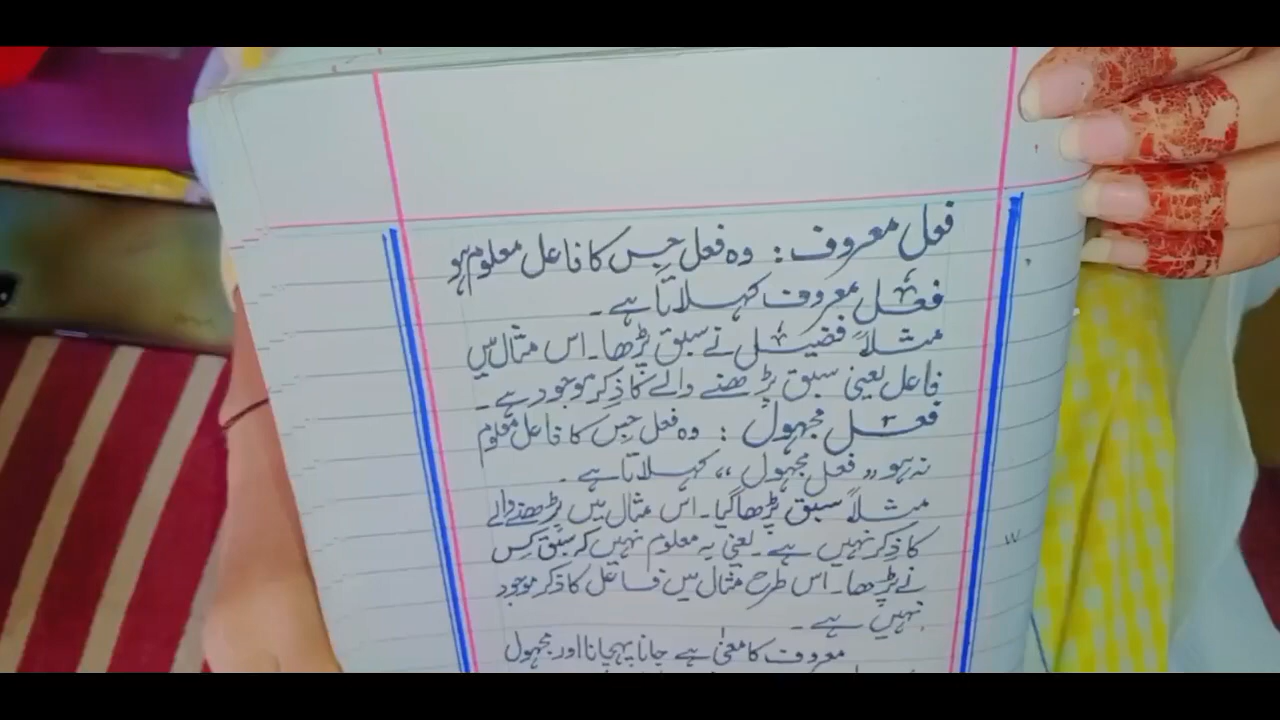 فعل معروف: وہ فعل جس کا فاعل معلوم ہو
فعل معروف کہلاتا ہے۔
مثلاً فضیل نے سبق پڑھا۔ اس مثال میں
فاعل یعنی سبق پڑھنے والے کا ذِکر موجود ہے۔
فعل مجہول: وہ فعل جس کا فاعل معلوم
نہ ہو ”فعل مجہول“ کہلاتا ہے۔
مثلاً سبق پڑھا گیا۔ اس مثال میں پڑھنے والے
کا ذِکر نہیں ہے۔ یعنی یہ معلوم نہیں کہ سبق کِس
نے پڑھا۔ اس طرح مثال میں فاعل کا ذکر موجود
نہیں ہے۔
معروف کا معنیٰ ہے جانا پہچانا اور مجہول